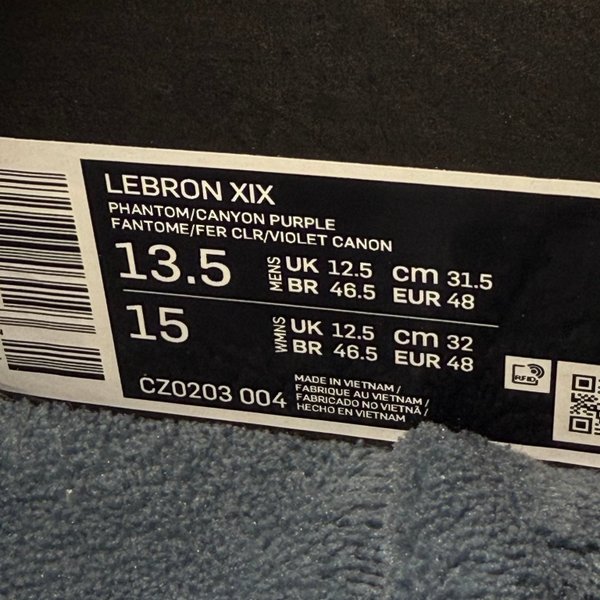 LEBRON XIX
PHANTOM/CANYON PURPLE
FANTOME/FER CLR/VIOLET CANON
13.5 MENS UK 12.5 cm 31.5
BR 46.5 EUR 48
15 WMNS UK 12.5 cm 32
BR 46.5 EUR 48
CZ0203 004
MADE IN VIETNAM /
FABRIQUE AU VIETNAM /
FABRICADO NO VIETNÃ /
HECHO EN VIETNAM
RFID